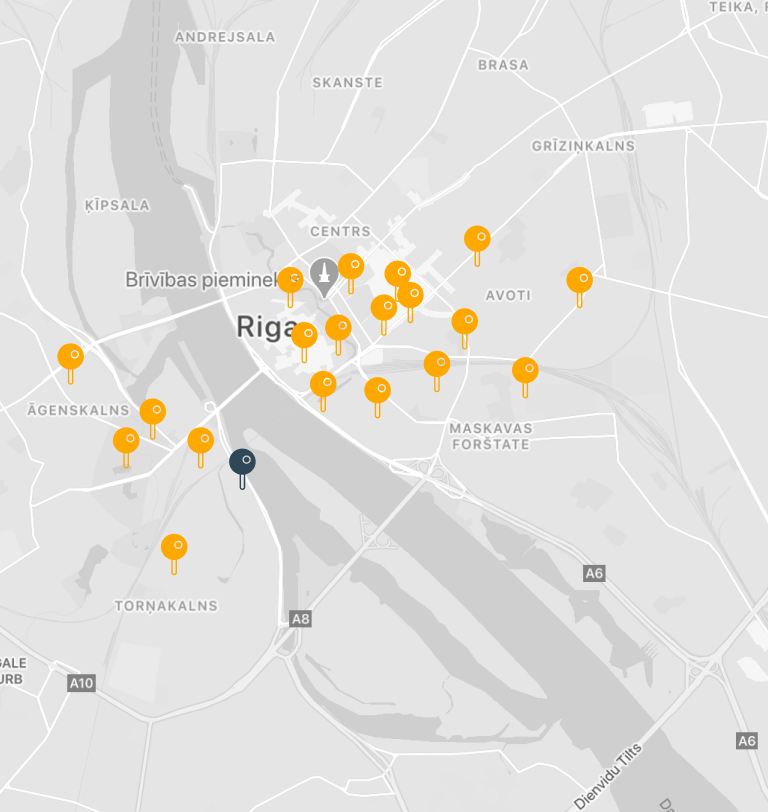 TEIKA,
ANDREJSALA
BRASA
SKANSTE
GRĪZIŅKALNS
ĶĪPSALA
CENTRS
Brīvības pieminek
AVOTI
Riga
ĀGENSKALNS
MASKAVAS
FORŠTATE
A6
TORŅAKALNS
A8
GALE
URB
A10
A6
Dienvidu Tilts